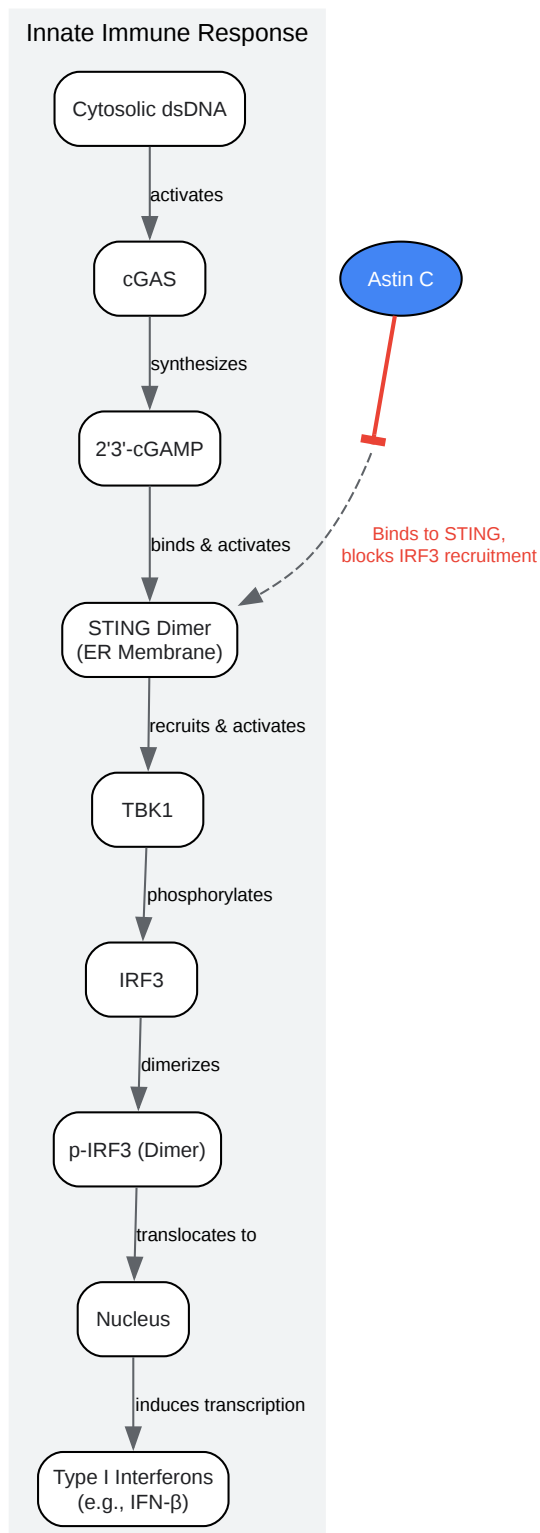 Innate Immune Response
Cytosolic dsDNA
activates
cGAS
Astin C
synthesizes
2'3'-cGAMP
Binds to STING,
blocks IRF3 recruitment
binds & activates
STING Dimer
(ER Membrane)
recruits & activates
TBK1
phosphorylates
IRF3
dimerizes
p-IRF3 (Dimer)
translocates to
Nucleus
induces transcription
Type I Interferons
(e.g., IFN-β)